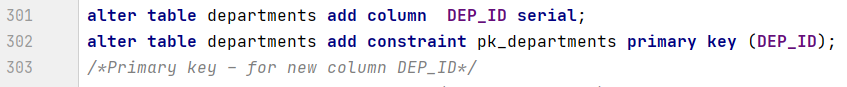 301 alter table departments add column  DEP_ID serial;
302 alter table departments add constraint pk_departments primary key (DEP_ID);
303 /*Primary key – for new column DEP_ID*/